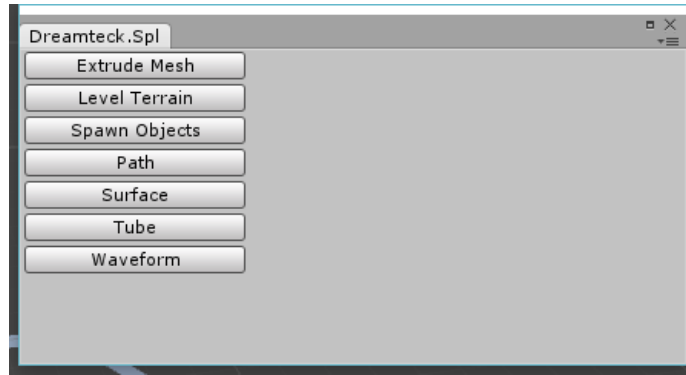 Dreamteck.Spl
Extrude Mesh
Level Terrain
Spawn Objects
Path
Surface
Tube
Waveform